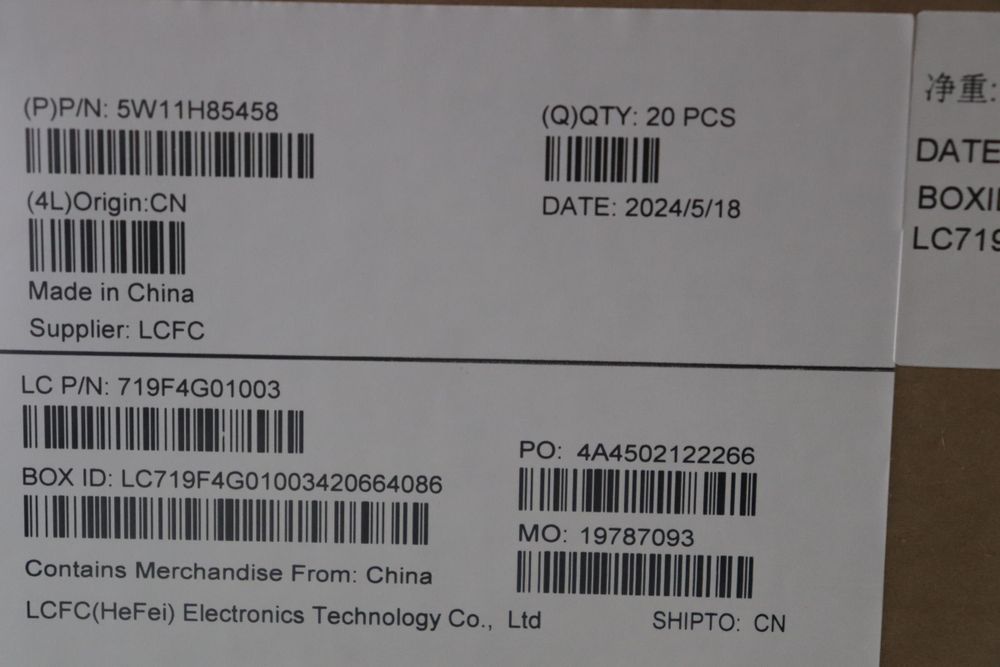 (P)P/N: 5W11H85458
(Q)QTY: 20 PCS
(4L)Origin:CN
DATE: 2024/5/18
Made in China
Supplier: LCFC
LC P/N: 719F4G01003
PO: 4A4502122266
BOX ID: LC719F4G01003420664086
MO: 19787093
Contains Merchandise From: China
LCFC(HeFei) Electronics Technology Co., Ltd
SHIPTO: CN
净重:
DATE
BOXI
LC719